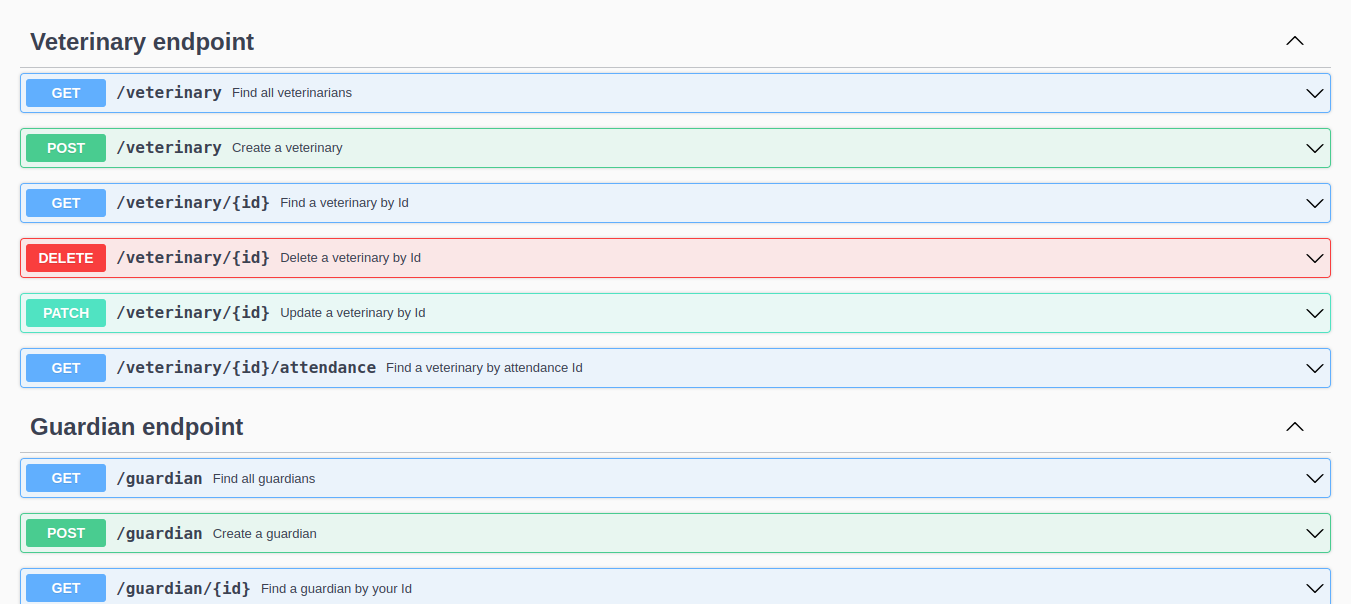 Veterinary endpoint
GET /veterinary Find all veterinarians
POST /veterinary Create a veterinary
GET /veterinary/{id} Find a veterinary by Id
DELETE /veterinary/{id} Delete a veterinary by Id
PATCH /veterinary/{id} Update a veterinary by Id
GET /veterinary/{id}/attendance Find a veterinary by attendance Id
Guardian endpoint
GET /guardian Find all guardians
POST /guardian Create a guardian
GET /guardian/{id} Find a guardian by your Id